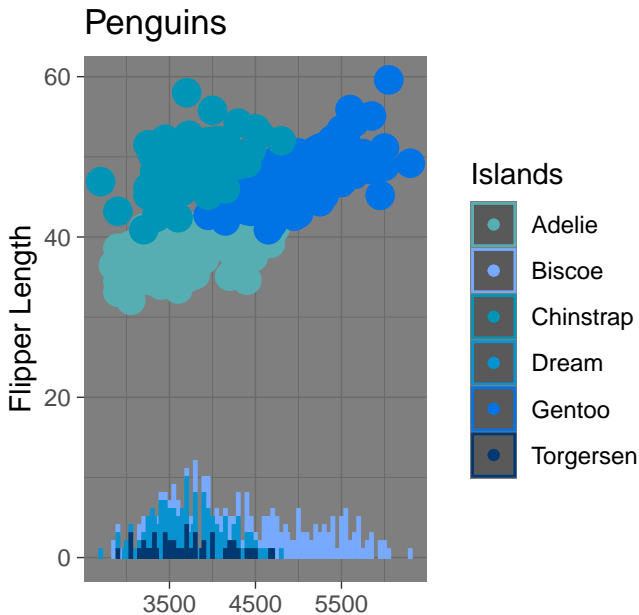 Penguins
60
40
20
0
Flipper Length
3500
4500
5500
Islands
Adelie
Biscoe
Chinstrap
Dream
Gentoo
Torgersen